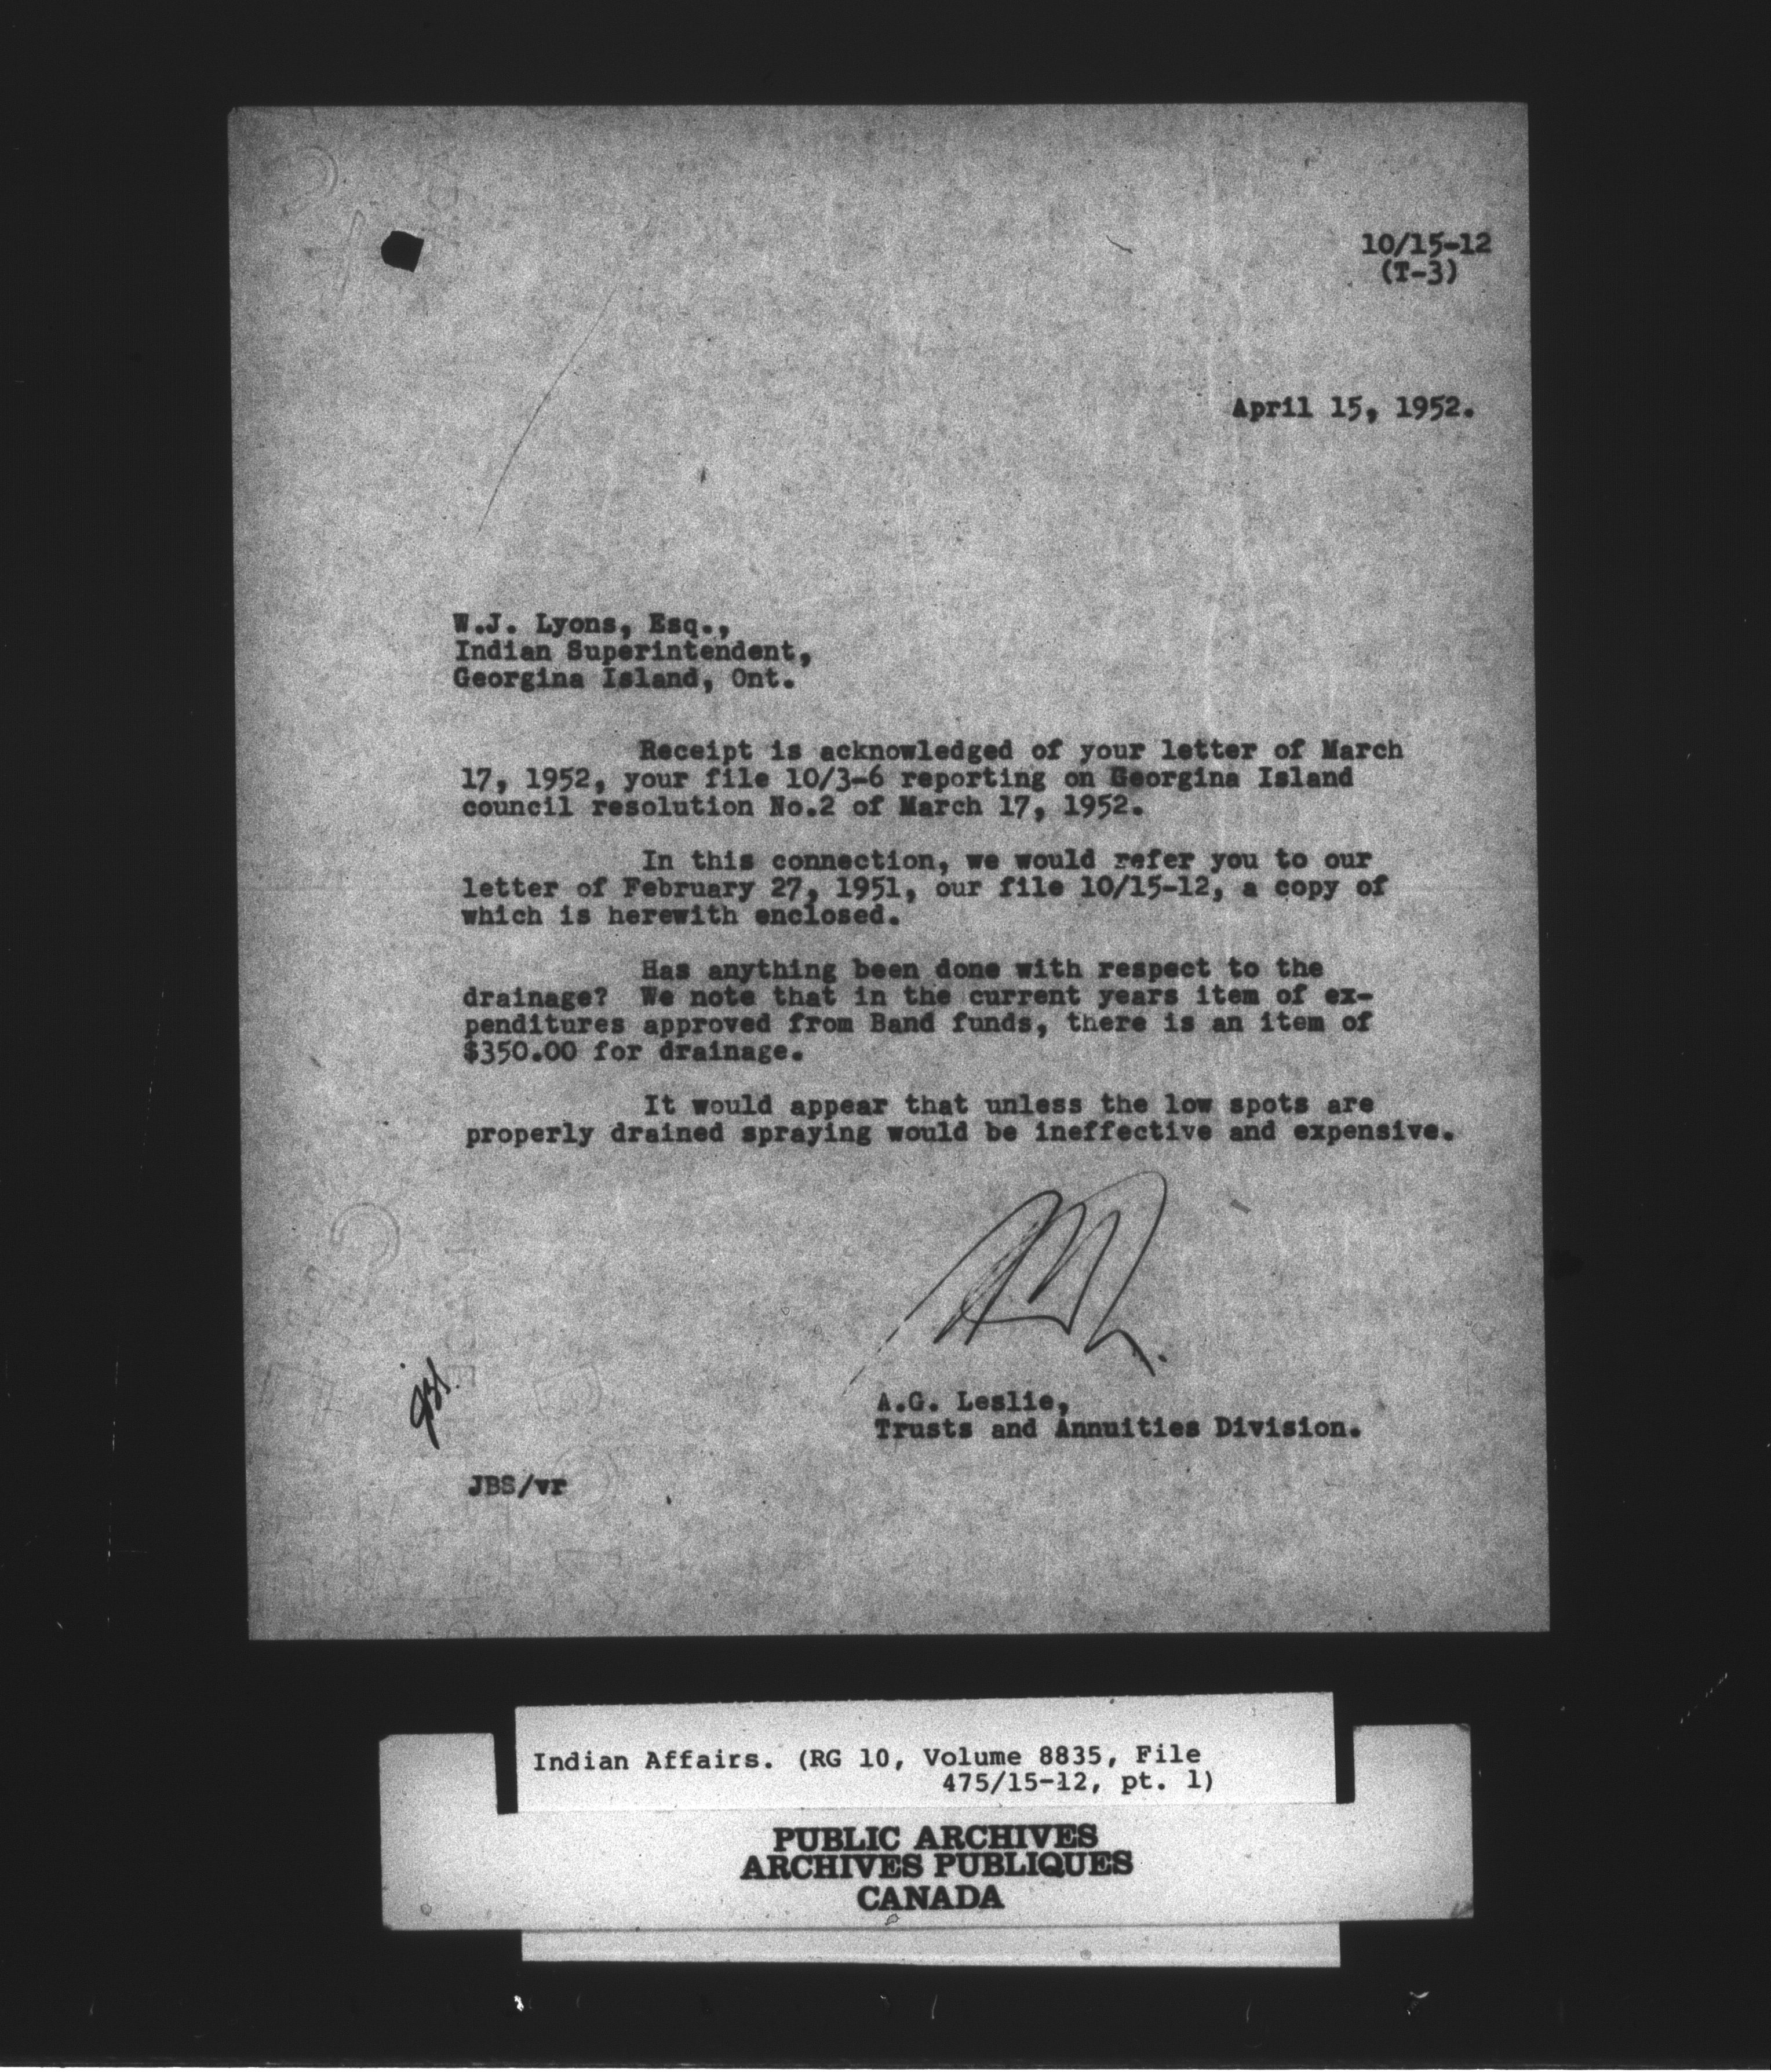 10/15-12
(T-3)
April 15, 1952.
W.J. Lyons, Esq.,
Indian Superintendent,
Georgina Island, Ont.
Receipt is acknowledged of your letter of March
17, 1952, your file 10/3-6 reporting on Georgina Island
council resolution No.2 of March 17, 1952.
In this connection, we would refer you to our
letter of February 27, 1951, our file 10/15-12, a copy of
which is herewith enclosed.
Has anything been done with respect to the
drainage? We note that in the current years item of ex-
penditures approved from Band funds, there is an item of
$350.00 for drainage.
It would appear that unless the low spots are
properly drained spraying would be ineffective and expensive.
A.G. Leslie,
Trusts and Annuities Division.
JBS/vr
Indian Affairs. (RG 10, Volume 8835, File
475/15-12, pt. 1)
PUBLIC ARCHIVES
ARCHIVES PUBLIQUES
CANADA